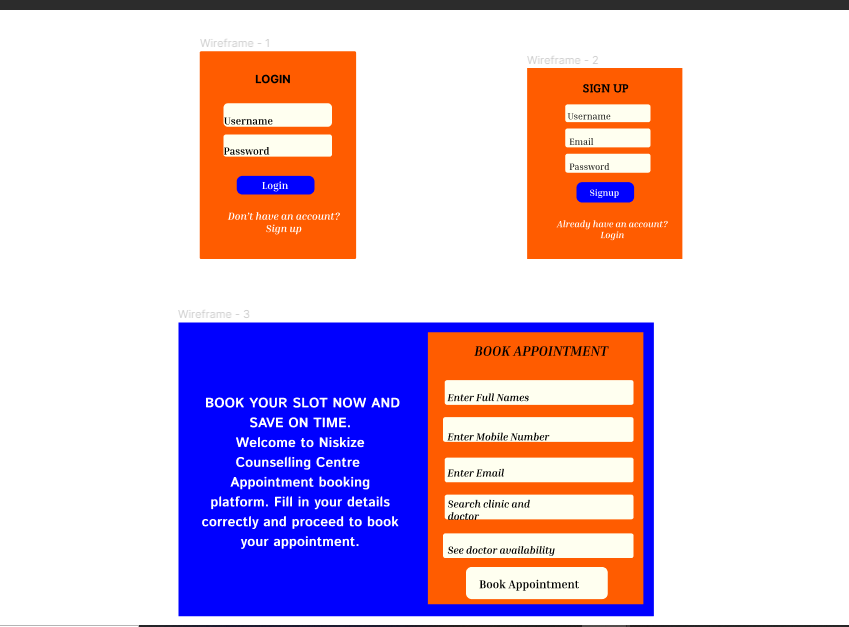 Wireframe - 1
LOGIN
Username
Password
Login
Don't have an account?
Sign up
Wireframe - 2
SIGN UP
Username
Email
Password
Signup
Already have an account?
Login
Wireframe - 3
BOOK YOUR SLOT NOW AND
SAVE ON TIME.
Welcome to Niskize
Counselling Centre
Appointment booking
platform. Fill in your details
correctly and proceed to book
your appointment.
BOOK APPOINTMENT
Enter Full Names
Enter Mobile Number
Enter Email
Search clinic and
doctor
See doctor availability
Book Appointment